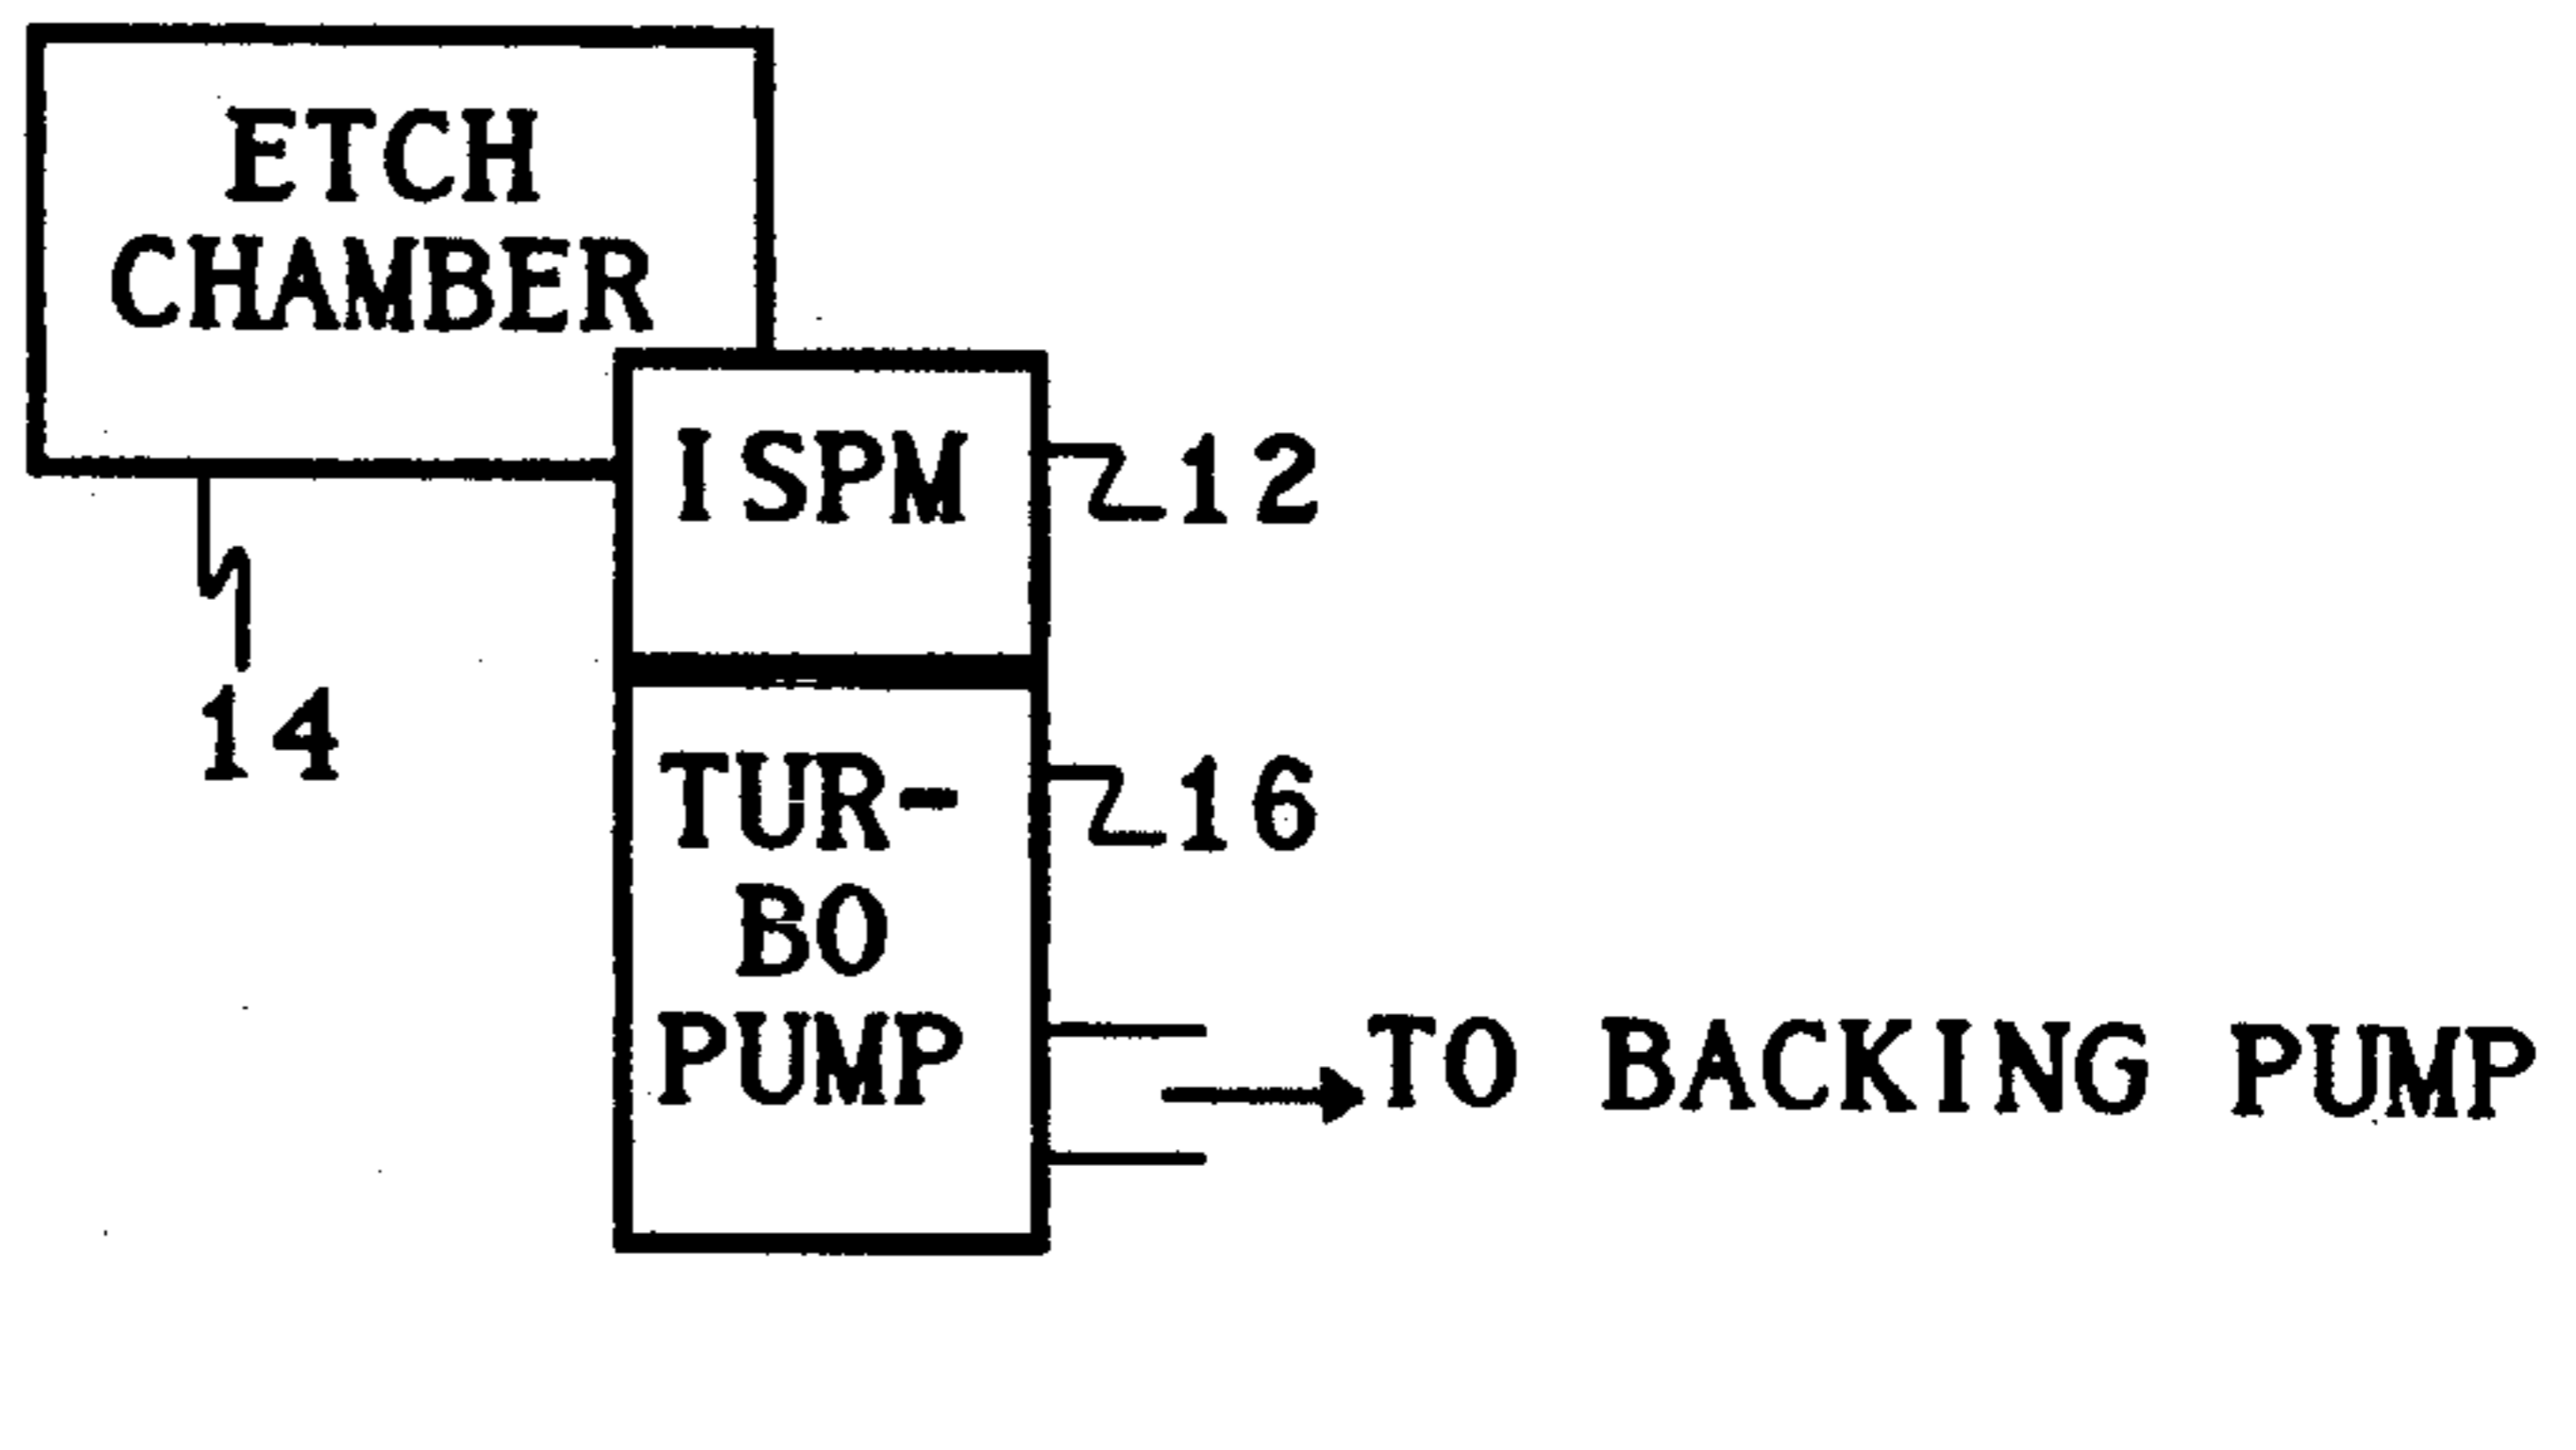 ETCH
CHAMBER
ISPM
12
14
TUR-
BO
PUMP
16
TO BACKING PUMP